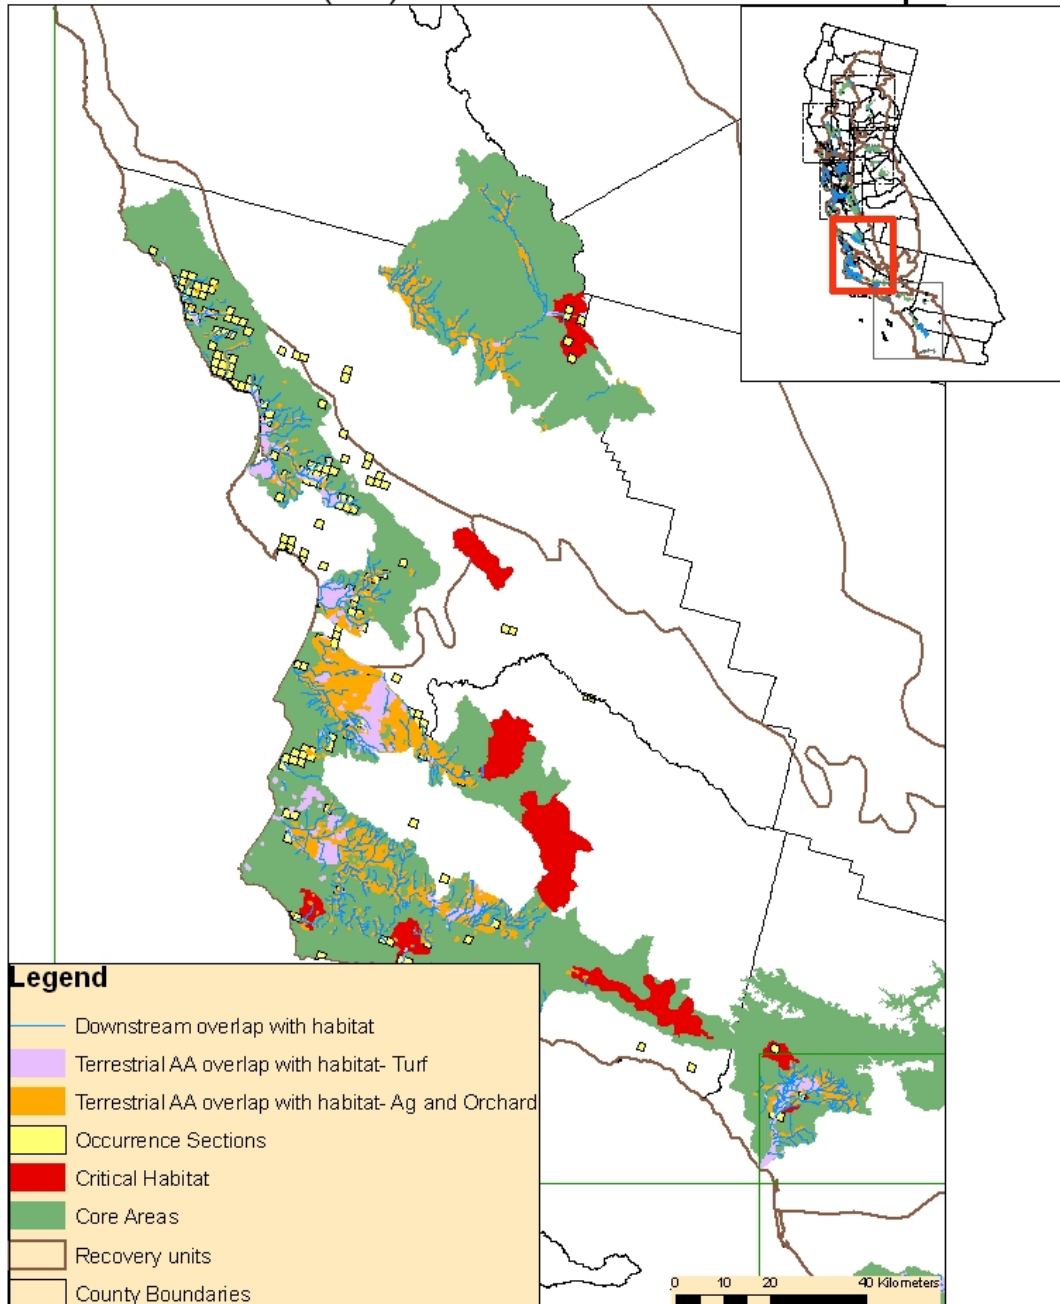 Legend
Downstream overlap with habitat
Terrestrial AA overlap with habitat- Turf
Terrestrial AA overlap with habitat- Ag and Orchard
Occurrence Sections
Critical Habitat
Core Areas
Recovery units
County Boundaries
0 10 20 40 Kilometers